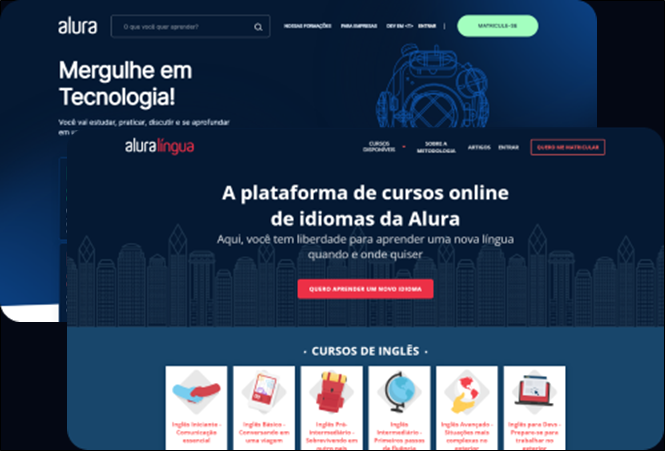 alura
O que você quer aprender?
NOSSAS FORMAÇÕES
PARA EMPRESAS
DEV EM <T>
ENTRAR
MATRICULE-SE
Mergulhe em
Tecnologia!
Você vai estudar, praticar, discutir e se aprofundar
em
aluralíngua
CURSOS
DISPONÍVEIS
SOBRE A
METODOLOGIA
ARTIGOS
ENTRAR
QUERO ME MATRICULAR
A plataforma de cursos online
de idiomas da Alura
Aqui, você tem liberdade para aprender uma nova língua
quando e onde quiser
QUERO APRENDER UM NOVO IDIOMA
· CURSOS DE INGLÊS ·
Inglês Iniciante -
Comunicação
essencial
Inglês Básico -
Conversando em
uma viagem
Inglês Pré-
intermediário -
Sobrevivendo em
outro país
Inglês
Intermediário -
Primeiros passos
Inglês Avançado -
Situações mais
complexas no
exterior
Inglês para Devs -
Prepare-se para
trabalhar no
exterior